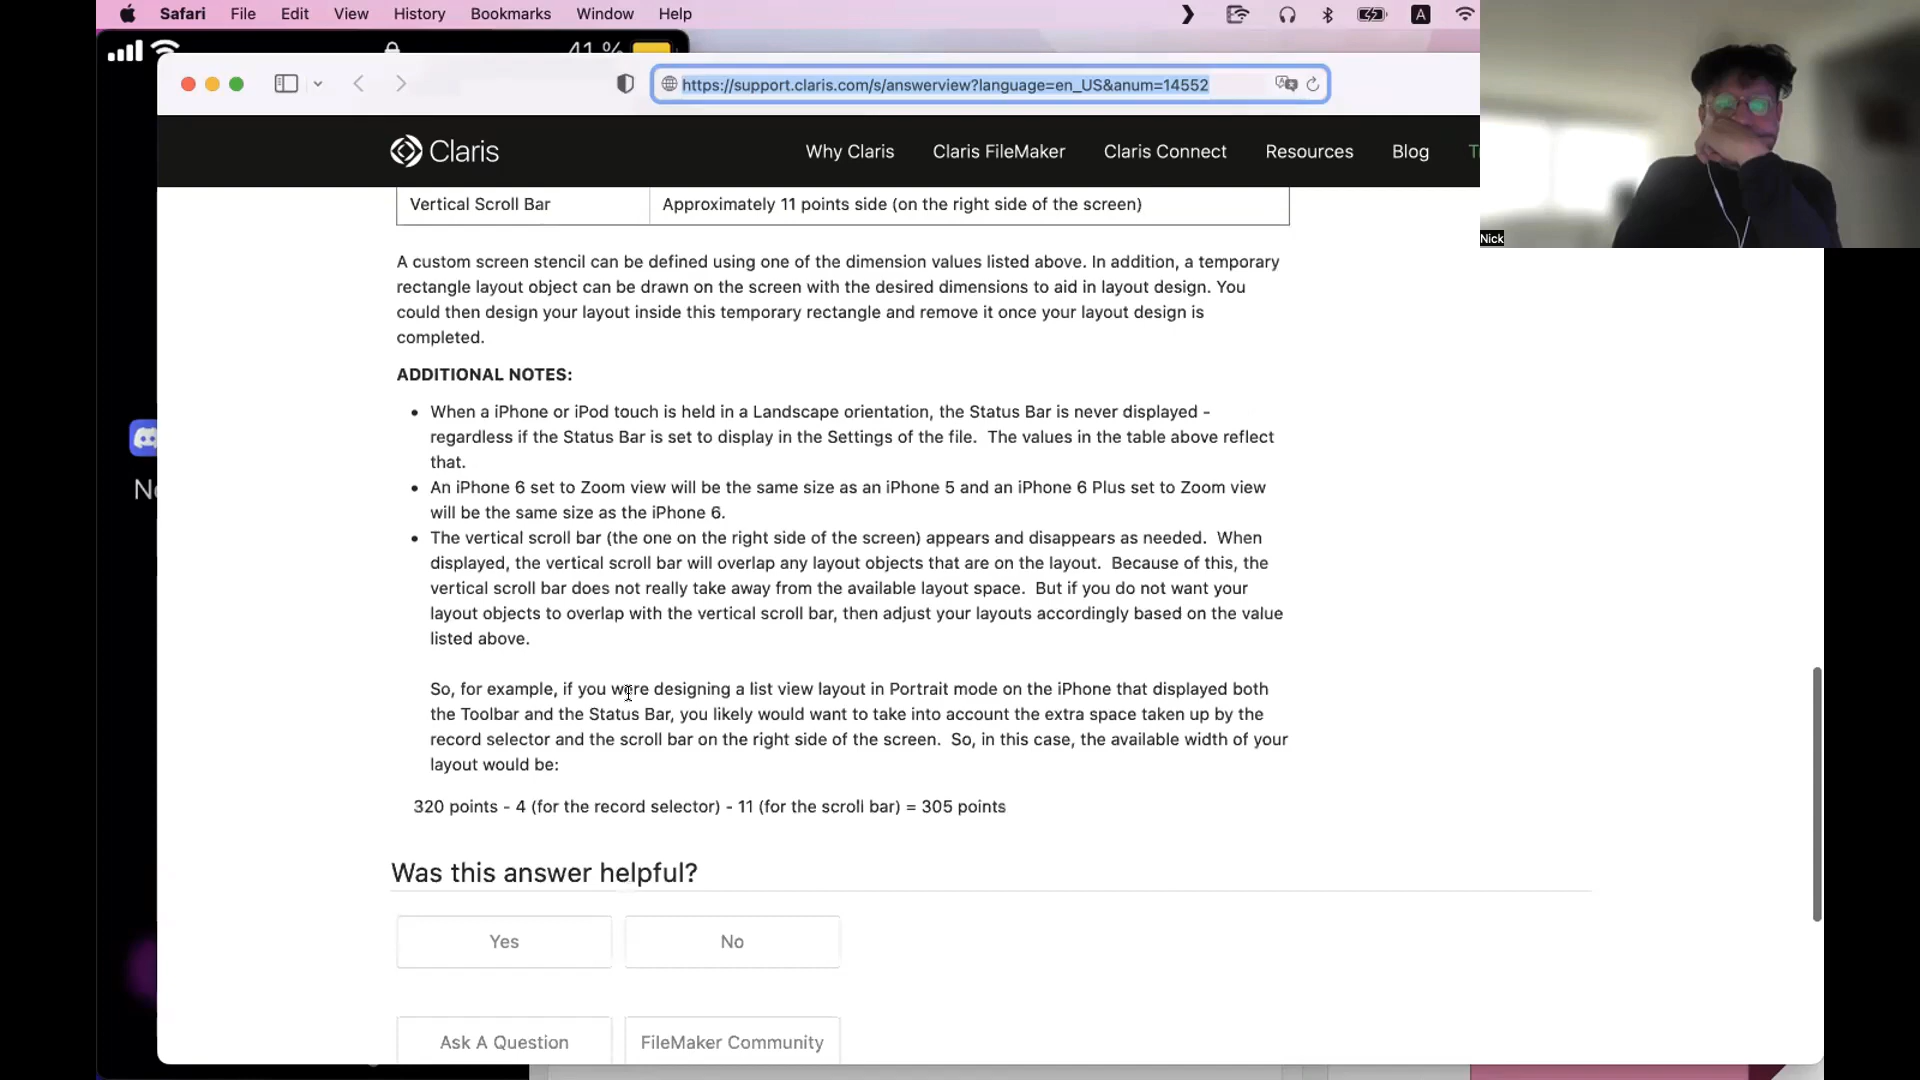 Safari File Edit View History Bookmarks Window Help
A
41 %
https://support.claris.com/s/answerview?language=en_US&anum=14552
Claris
Why Claris Claris FileMaker Claris Connect Resources Blog
Nick
Vertical Scroll Bar Approximately 11 points side (on the right side of the screen)
A custom screen stencil can be defined using one of the dimension values listed above. In addition, a temporary
rectangle layout object can be drawn on the screen with the desired dimensions to aid in layout design. You
could then design your layout inside this temporary rectangle and remove it once your layout design is
completed.
ADDITIONAL NOTES:
• When a iPhone or iPod touch is held in a Landscape orientation, the Status Bar is never displayed -
regardless if the Status Bar is set to display in the Settings of the file. The values in the table above reflect
that.
• An iPhone 6 set to Zoom view will be the same size as an iPhone 5 and an iPhone 6 Plus set to Zoom view
will be the same size as the iPhone 6.
• The vertical scroll bar (the one on the right side of the screen) appears and disappears as needed. When
displayed, the vertical scroll bar will overlap any layout objects that are on the layout. Because of this, the
vertical scroll bar does not really take away from the available layout space. But if you do not want your
layout objects to overlap with the vertical scroll bar, then adjust your layouts accordingly based on the value
listed above.
So, for example, if you were designing a list view layout in Portrait mode on the iPhone that displayed both
the Toolbar and the Status Bar, you likely would want to take into account the extra space taken up by the
record selector and the scroll bar on the right side of the screen. So, in this case, the available width of your
layout would be:
320 points - 4 (for the record selector) - 11 (for the scroll bar) = 305 points
Was this answer helpful?
Yes No
Ask A Question FileMaker Community